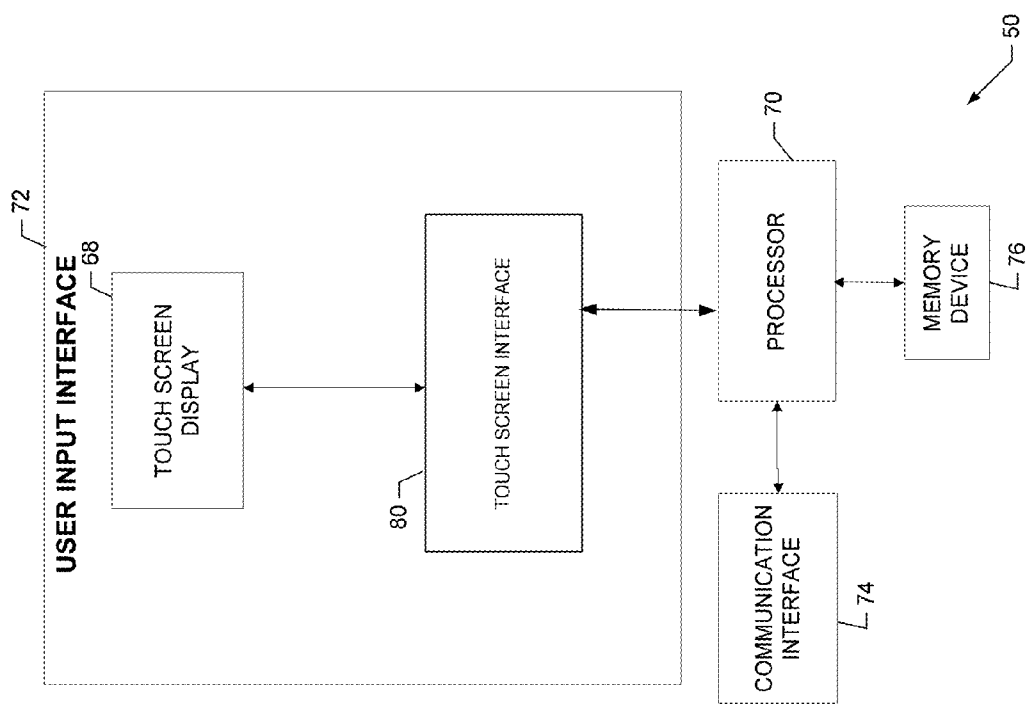 72
USER INPUT INTERFACE
68
TOUCH SCREEN
DISPLAY
80
TOUCH SCREEN INTERFACE
70
PROCESSOR
COMMUNICATION
INTERFACE
74
MEMORY
DEVICE
76
50